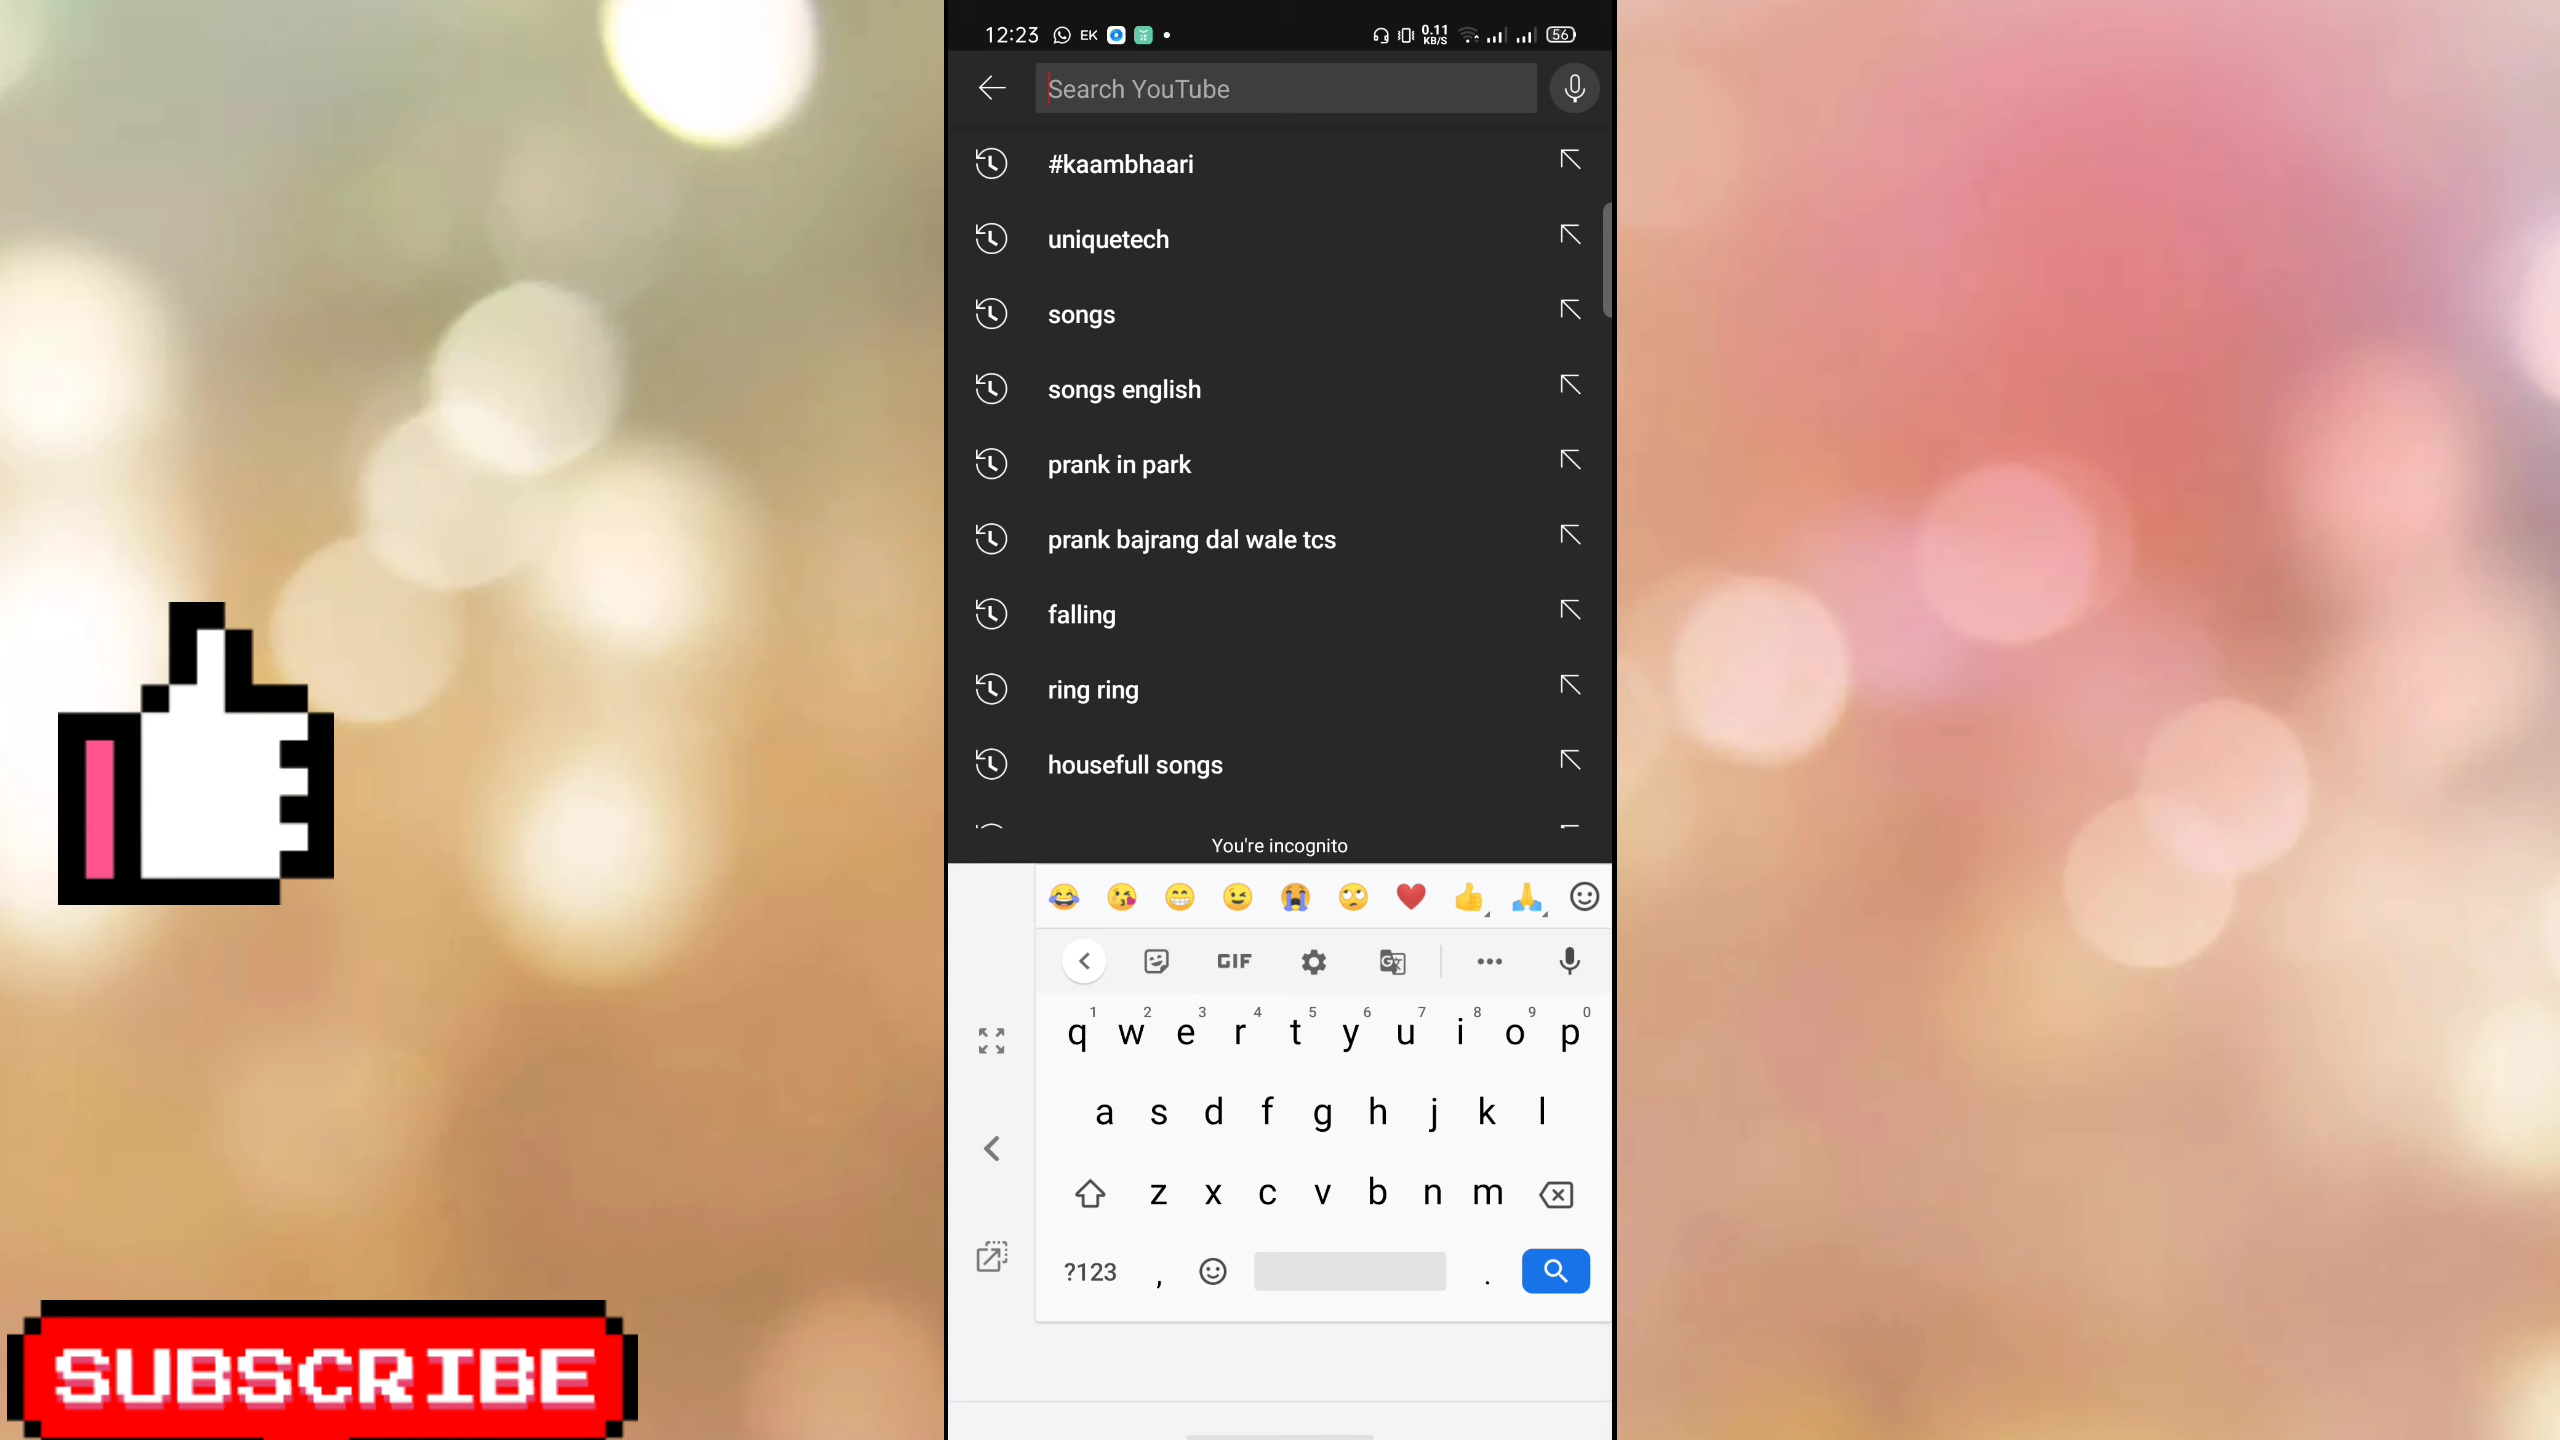 12:23 EK 0.11 KB/S 56
Search YouTube
#kaambhaari
uniquetech
songs
songs english
prank in park
prank bajrang dal wale tcs
falling
ring ring
housefull songs
You're incognito
GIF G
1 2 3 4 5 6 7 8 9 0
q w e r t y u i o p
a s d f g h j k l
z x c v b n m
?123 , .
SUBSCRIBE